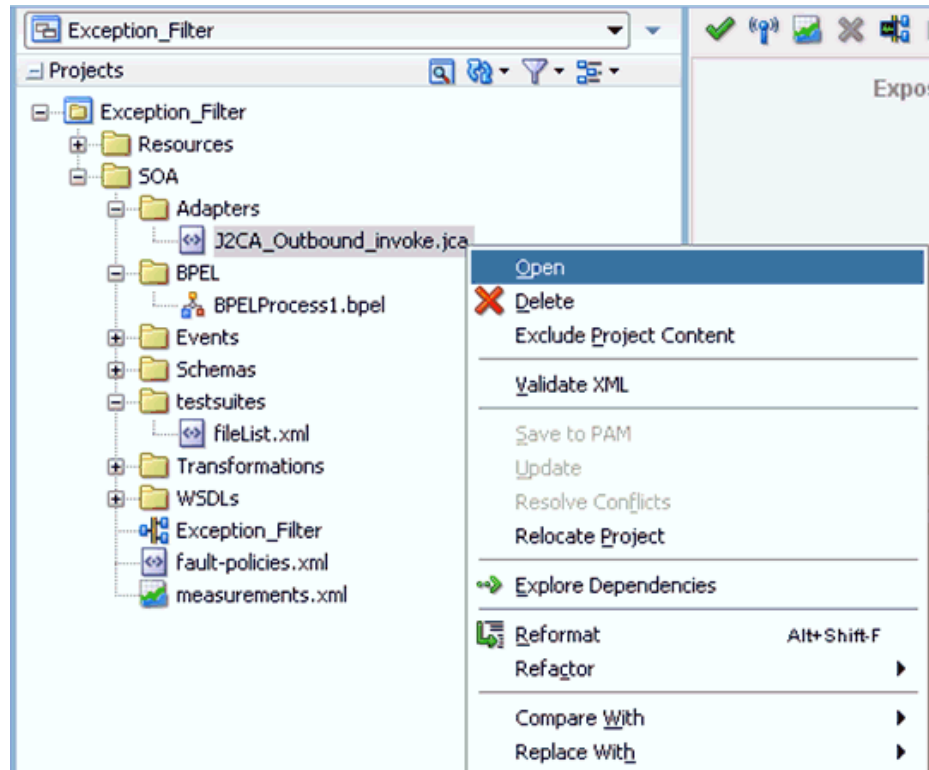 Exception_Filter
Projects
Expos
Exception_Filter
Resources
SOA
Adapters
J2CA_Outbound_invoke.jca
BPEL
BPELProcess1.bpel
Events
Schemas
testsuites
fileList.xml
Transformations
WSDLs
Exception_Filter
fault-policies.xml
measurements.xml
Open
Delete
Exclude Project Content
Validate XML
Save to PAM
Update
Resolve Conflicts
Relocate Project
Explore Dependencies
Reformat Alt+Shift-F
Refactor
Compare With
Replace With